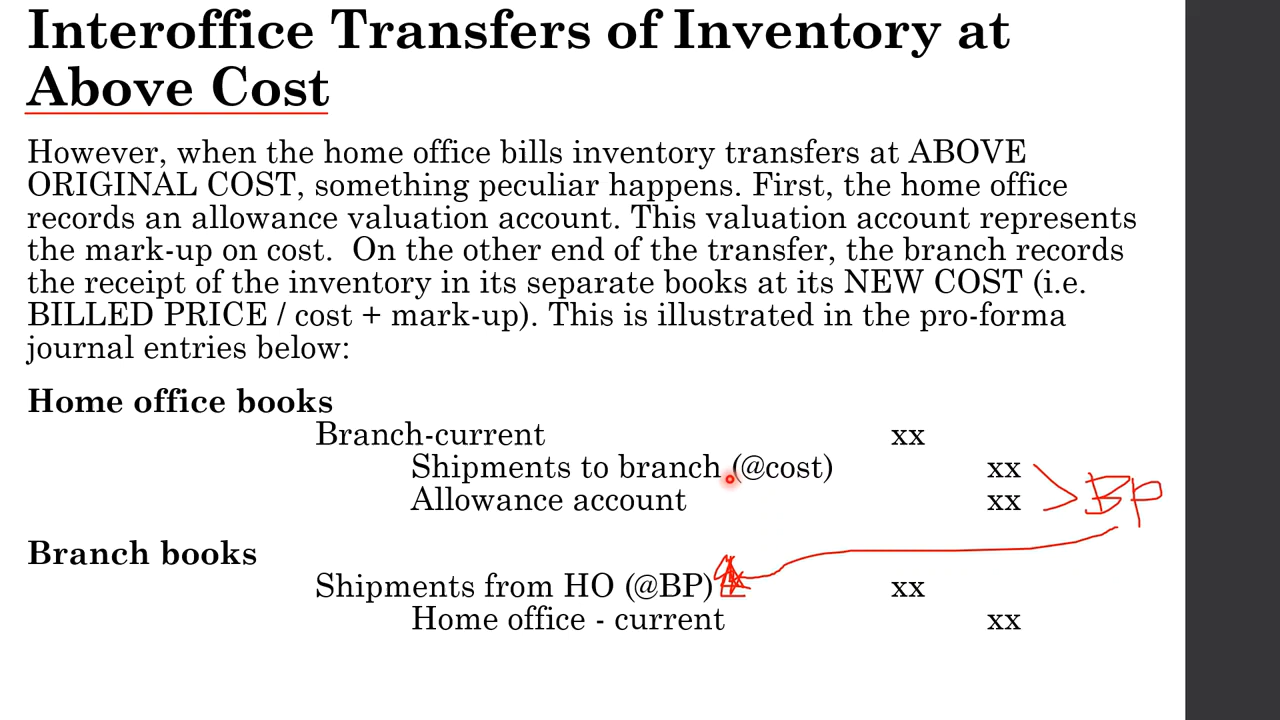 Interoffice Transfers of Inventory at
Above Cost
However, when the home office bills inventory transfers at ABOVE
ORIGINAL COST, something peculiar happens. First, the home office
records an allowance valuation account. This valuation account represents
the mark-up on cost.  On the other end of the transfer, the branch records
the receipt of the inventory in its separate books at its NEW COST (i.e.
BILLED PRICE / cost + mark-up). This is illustrated in the pro-forma
journal entries below:
Home office books
Branch-current xx
Shipments to branch (@cost) xx
Allowance account xx
BP
Branch books
Shipments from HO (@BP) xx
Home office - current xx